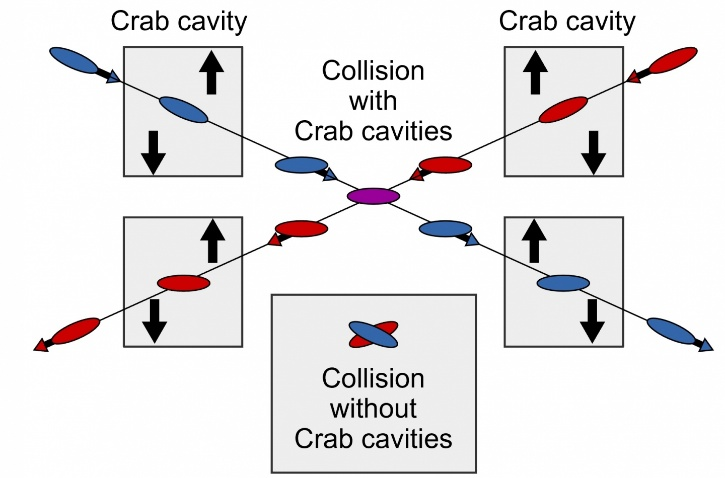 Crab cavity
Crab cavity
Collision
with
Crab cavities
Collision
without
Crab cavities